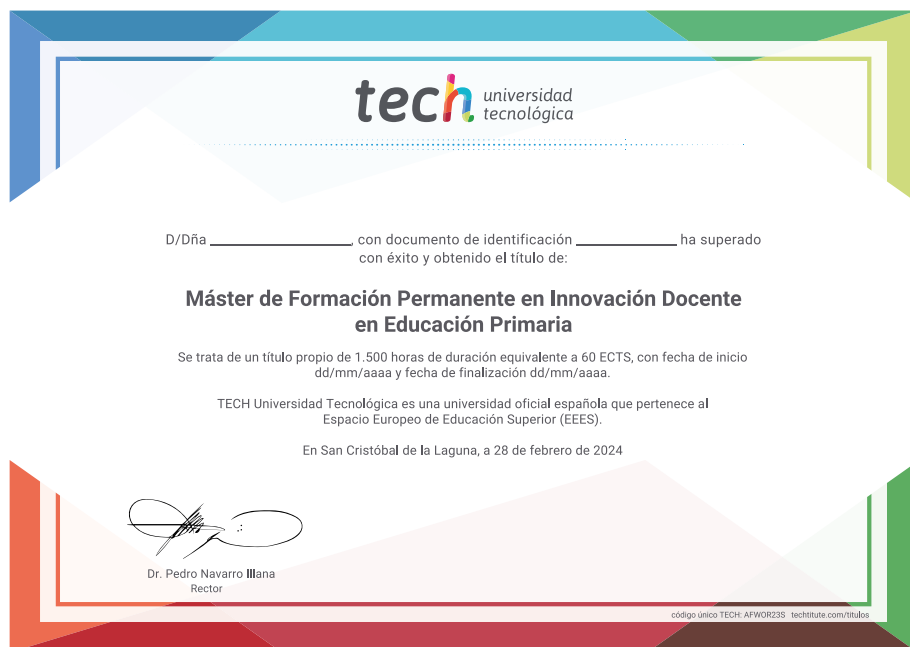 tech universidad
tecnológica
D/Dña ____________________, con documento de identificación ______________ ha superado
con éxito y obtenido el título de:
Máster de Formación Permanente en Innovación Docente
en Educación Primaria
Se trata de un título propio de 1.500 horas de duración equivalente a 60 ECTS, con fecha de inicio
dd/mm/aaaa y fecha de finalización dd/mm/aaaa.
TECH Universidad Tecnológica es una universidad oficial española que pertenece al
Espacio Europeo de Educación Superior (EEES).
En San Cristóbal de la Laguna, a 28 de febrero de 2024
Dr. Pedro Navarro Illana
Rector
código único TECH: AFWOR23S techtitute.com/titulos